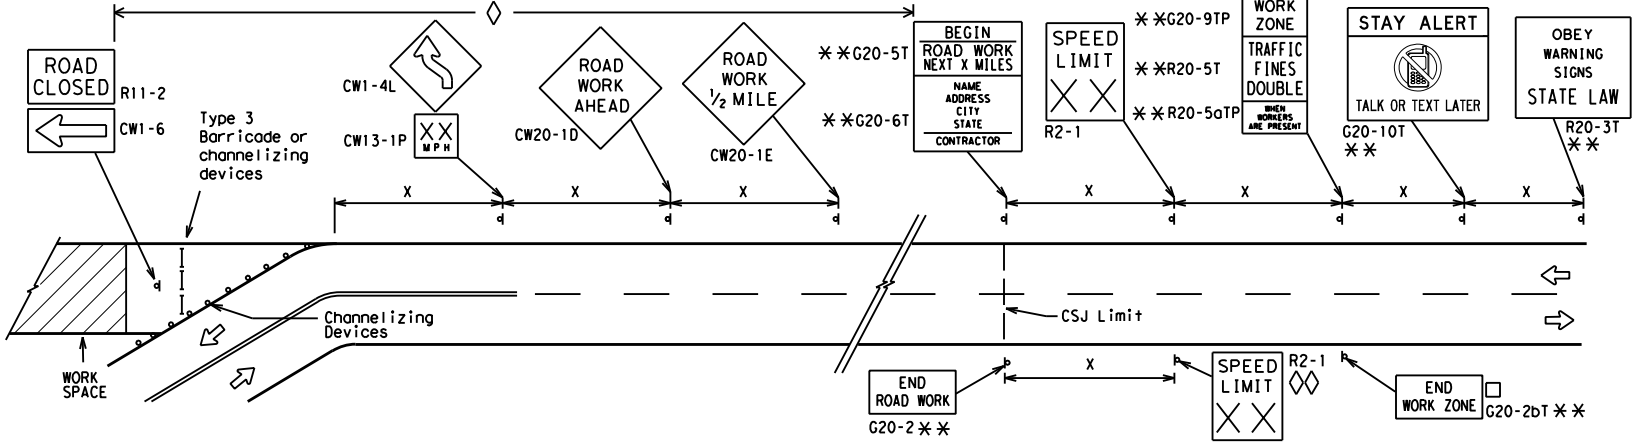 ROAD
CLOSED
R11-2
CW1-6
Type 3
Barricade or
channelizing
devices
CW1-4L
XX
MPH
CW13-1P
ROAD
WORK
AHEAD
CW20-1D
ROAD
WORK
1/2 MILE
CW20-1E
**G20-5T
**G20-6T
BEGIN
ROAD WORK
NEXT X MILES
NAME
ADDRESS
CITY
STATE
CONTRACTOR
SPEED
LIMIT
X X
R2-1
**G20-9TP
**R20-5T
**R20-5aTP
WORK
ZONE
TRAFFIC
FINES
DOUBLE
WHEN
WORKERS
ARE PRESENT
STAY ALERT
TALK OR TEXT LATER
G20-10T
**
OBEY
WARNING
SIGNS
STATE LAW
R20-3T
**
X
X
X
X
X
X
X
Channelizing
Devices
WORK
SPACE
CSJ Limit
X
END
ROAD WORK
G20-2 **
SPEED
LIMIT
X X
R2-1
END
WORK ZONE
G20-2bT **